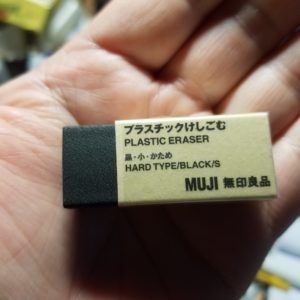 プラスチックけしごむ
PLASTIC ERASER
黒・小・かため
HARD TYPE/BLACK/S
MUJI 無印良品